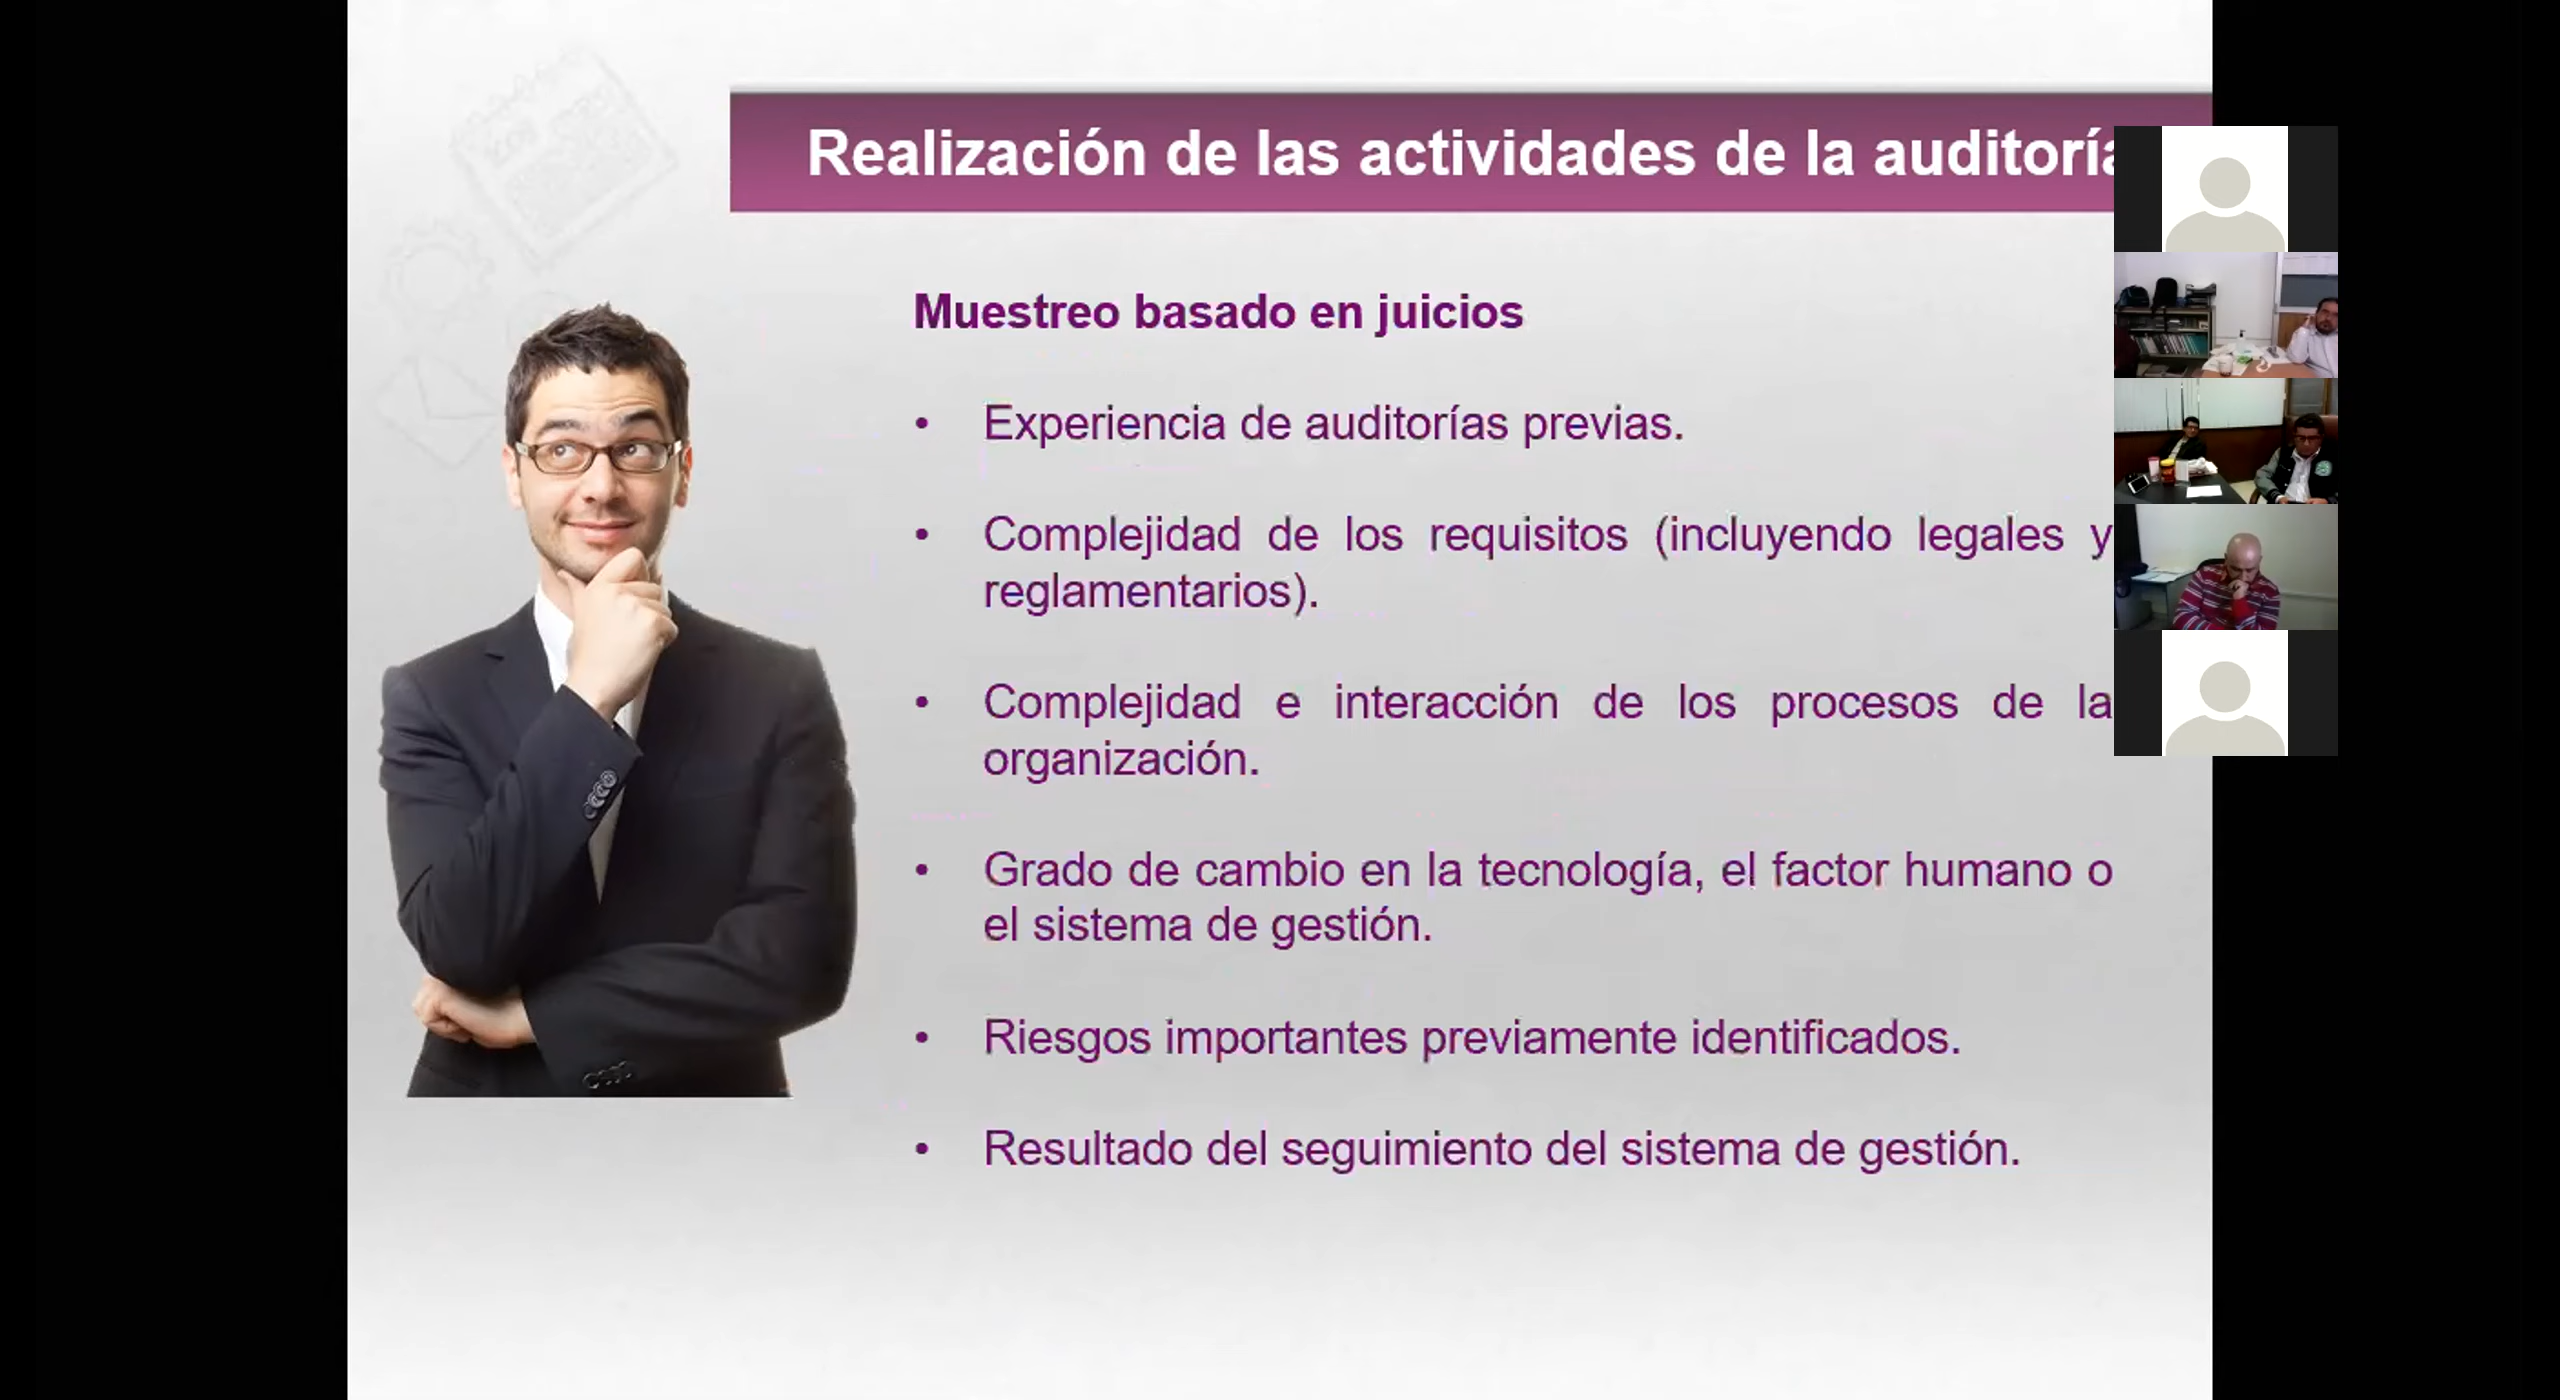 Realización de las actividades de la auditoría
Muestreo basado en juicios
• Experiencia de auditorías previas.
• Complejidad de los requisitos (incluyendo legales y
reglamentarios).
• Complejidad e interacción de los procesos de la
organización.
• Grado de cambio en la tecnología, el factor humano o
el sistema de gestión.
• Riesgos importantes previamente identificados.
• Resultado del seguimiento del sistema de gestión.